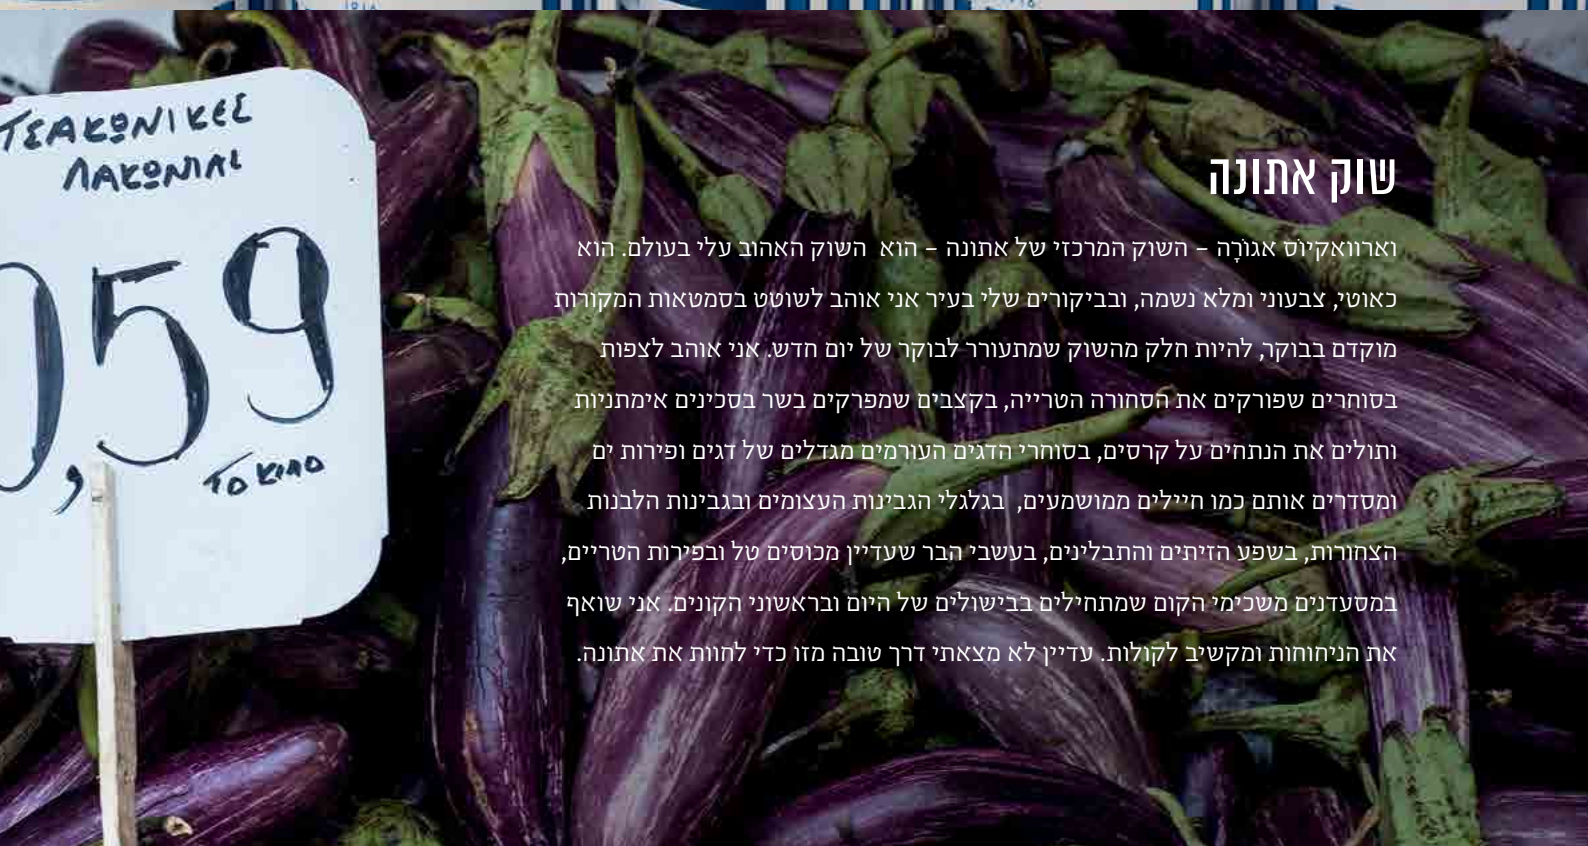 ΤΣΑΚΩΝΙΚΕΣ
ΛΑΚΩΝΙΑΣ
0,59
ΤΟ ΚΙΛΟ
שוק אתונה
וארוואקיוֹס אגורָה – השוק המרכזי של אתונה – הוא השוק האהוב עלי בעולם. הוא
כאוטי, צבעוני ומלא נשמה, ובביקורים שלי בעיר אני אוהב לשוטט בסמטאות המקורות
מוקדם בבוקר, להיות חלק מהשוק שמתעורר לבוקר של יום חדש. אני אוהב לצפות
בסוחרים שפורקים את הסחורה הטרייה, בקצבים שמפרקים בשר בסכינים אימתניות
ותולים את הנתחים על קרסים, בסוחרי הדגים העורמים מגדלים של דגים ופירות ים
ומסדרים אותם כמו חיילים ממושמעים, בגלגלי הגבינות העצומים ובגבינות הלבנות
הצחורות, בשפע הזיתים והתבלינים, בעשבי הבר שעדיין מכוסים טל ובפירות הטריים,
במסעדנים משכימי הקום שמתחילים בבישולים של היום ובראשוני הקונים. אני שואף
את הניחוחות ומקשיב לקולות. עדיין לא מצאתי דרך טובה מזו כדי לחוות את אתונה.